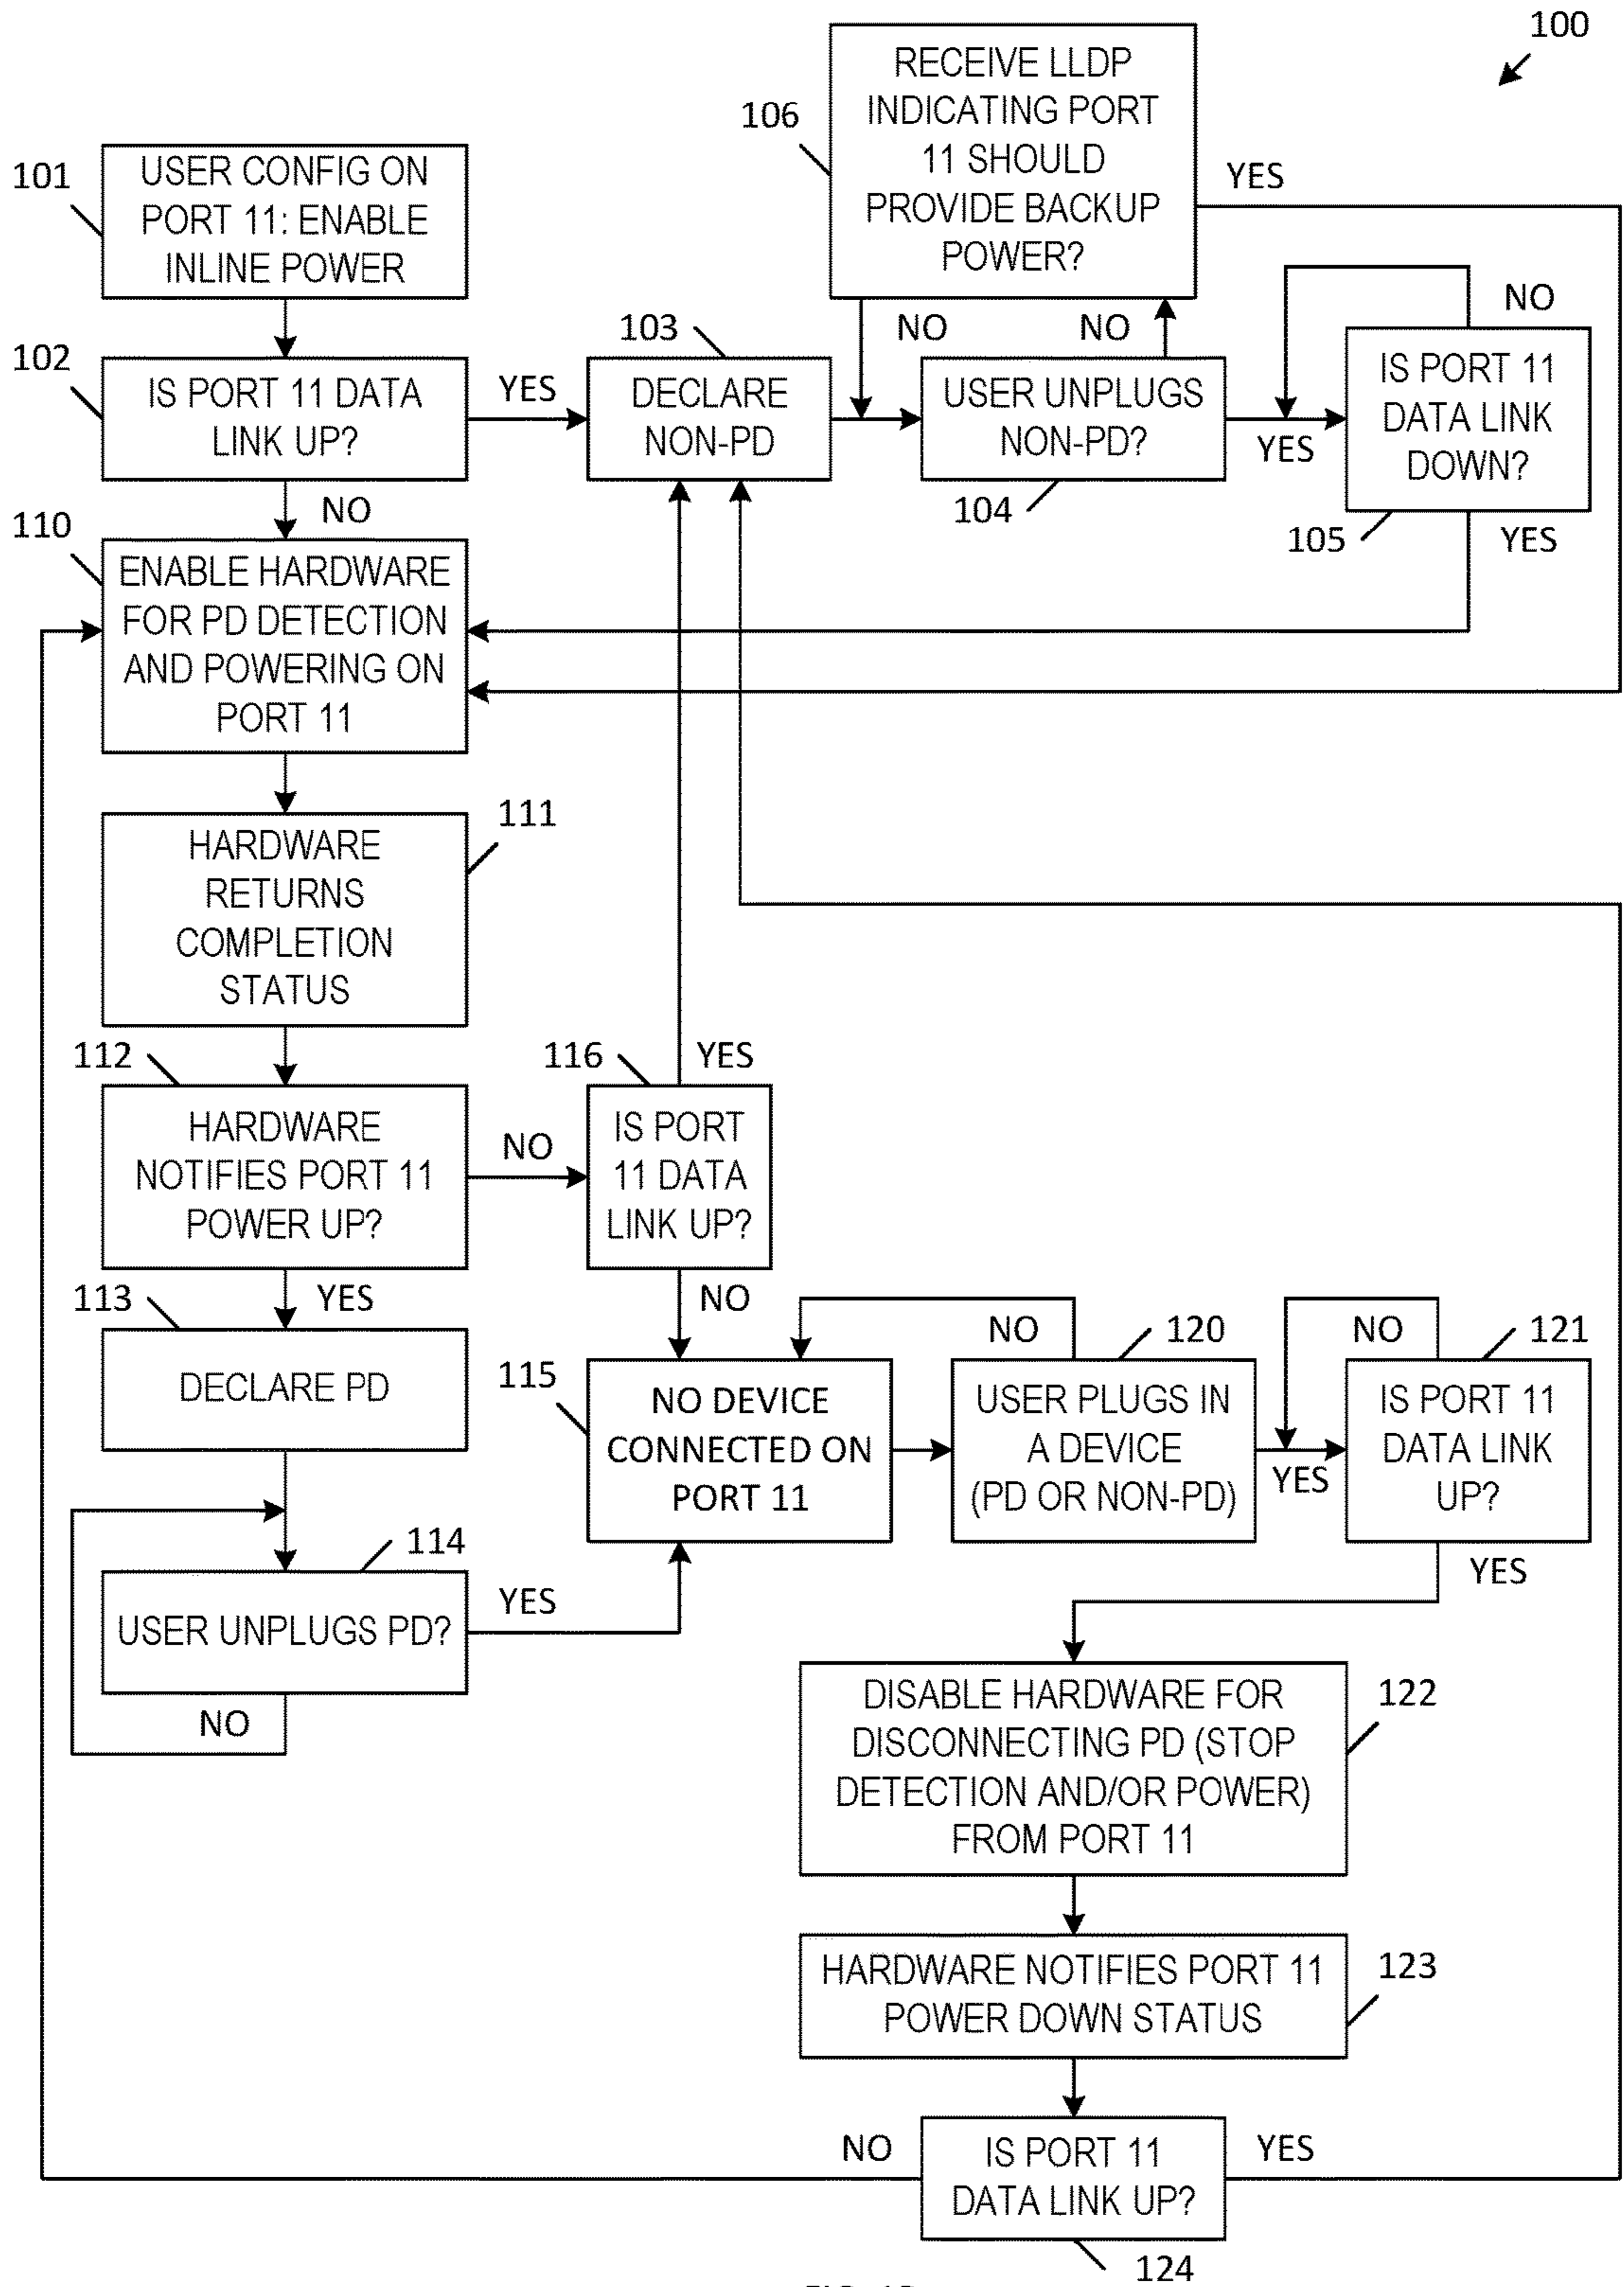 100
106
RECEIVE LLDP
INDICATING PORT
11 SHOULD
PROVIDE BACKUP
POWER?
YES
101
USER CONFIG ON
PORT 11: ENABLE
INLINE POWER
NO
NO
NO
102
IS PORT 11 DATA
LINK UP?
YES
103
DECLARE
NON-PD
USER UNPLUGS
NON-PD?
104
YES
IS PORT 11
DATA LINK
DOWN?
105
YES
NO
110
ENABLE HARDWARE
FOR PD DETECTION
AND POWERING ON
PORT 11
111
HARDWARE
RETURNS
COMPLETION
STATUS
112
HARDWARE
NOTIFIES PORT 11
POWER UP?
NO
116
YES
IS PORT
11 DATA
LINK UP?
NO
YES
113
DECLARE PD
114
USER UNPLUGS PD?
YES
NO
115
NO DEVICE
CONNECTED ON
PORT 11
NO
120
USER PLUGS IN
A DEVICE
(PD OR NON-PD)
YES
NO
121
IS PORT 11
DATA LINK
UP?
YES
DISABLE HARDWARE FOR
DISCONNECTING PD (STOP
DETECTION AND/OR POWER)
FROM PORT 11
122
HARDWARE NOTIFIES PORT 11
POWER DOWN STATUS
123
NO
IS PORT 11
DATA LINK UP?
YES
124